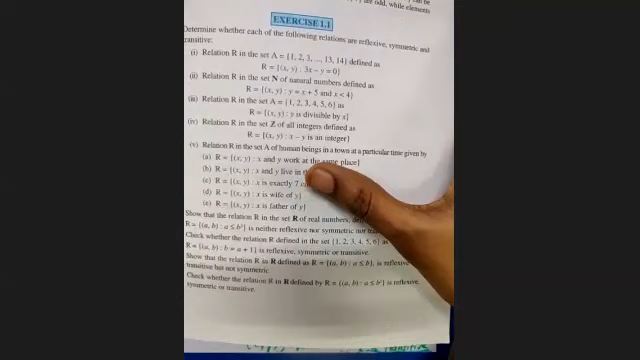 are odd, while elements
EXERCISE 1.1
Determine whether each of the following relations are reflexive, symmetric and
transitive:
(i) Relation R in the set A = {1, 2, 3, ..., 13, 14} defined as
R = {(x, y) : 3x – y = 0}
(ii) Relation R in the set N of natural numbers defined as
R = {(x, y) : y = x + 5 and x < 4}
(iii) Relation R in the set A = {1, 2, 3, 4, 5, 6} as
R = {(x, y) : y is divisible by x}
(iv) Relation R in the set Z of all integers defined as
R = {(x, y) : x – y is an integer}
(v) Relation R in the set A of human beings in a town at a particular time given by
(a) R = {(x, y) : x and y work at the same place}
(b) R = {(x, y) : x and y live in
(c) R = {(x, y) : x is exactly 7
(d) R = {(x, y) : x is wife of y}
(e) R = {(x, y) : x is father of y}
Show that the relation R in the set R of real numbers,
R = {(a, b) : a ≤ b²} is neither reflexive nor symmetric nor
Check whether the relation R defined in the set {1, 2, 3, 4, 5, 6} as
R = {(a, b) : b = a + 1} is reflexive, symmetric or transitive.
Show that the relation R in R defined as R = {(a, b) : a ≤ b}, is reflexive
transitive but not symmetric
Check whether the relation R in R defined by R = {(a, b) : a ≤ b³} is reflexive,
symmetric or transitive.